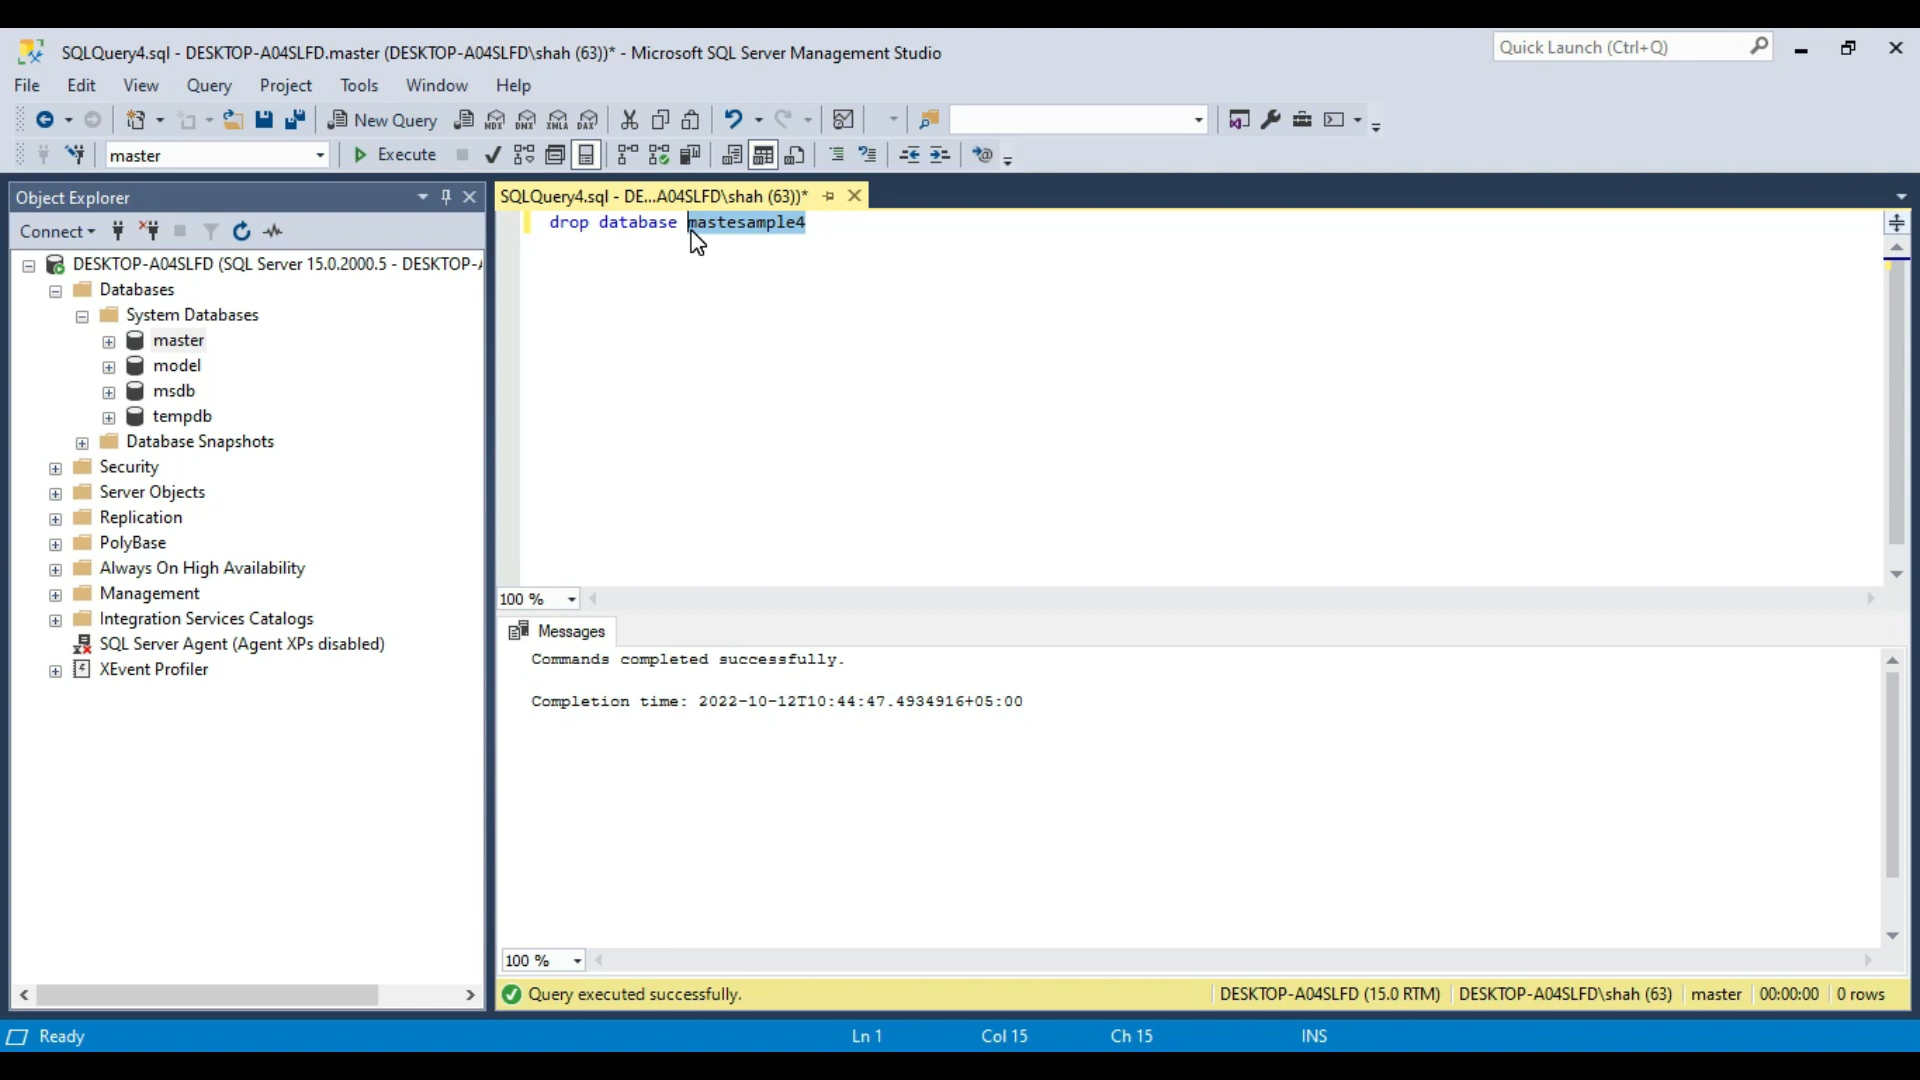 SQLQuery4.sql - DESKTOP-A04SLFD.master (DESKTOP-A04SLFD\shah (63))* - Microsoft SQL Server Management Studio
Quick Launch (Ctrl+Q)
File Edit View Query Project Tools Window Help
New Query MDX DMX XMLA DAX
master Execute
Object Explorer
SQLQuery4.sql - DE...A04SLFD\shah (63))*
drop database mastesample4
Connect
DESKTOP-A04SLFD (SQL Server 15.0.2000.5 - DESKTOP-
Databases
System Databases
master
model
msdb
tempdb
Database Snapshots
Security
Server Objects
Replication
PolyBase
Always On High Availability
Management
Integration Services Catalogs
SQL Server Agent (Agent XPs disabled)
XEvent Profiler
100 %
Messages
Commands completed successfully.
Completion time: 2022-10-12T10:44:47.4934916+05:00
100 %
Query executed successfully.
DESKTOP-A04SLFD (15.0 RTM) DESKTOP-A04SLFD\shah (63) master 00:00:00 0 rows
Ready Ln 1 Col 15 Ch 15 INS